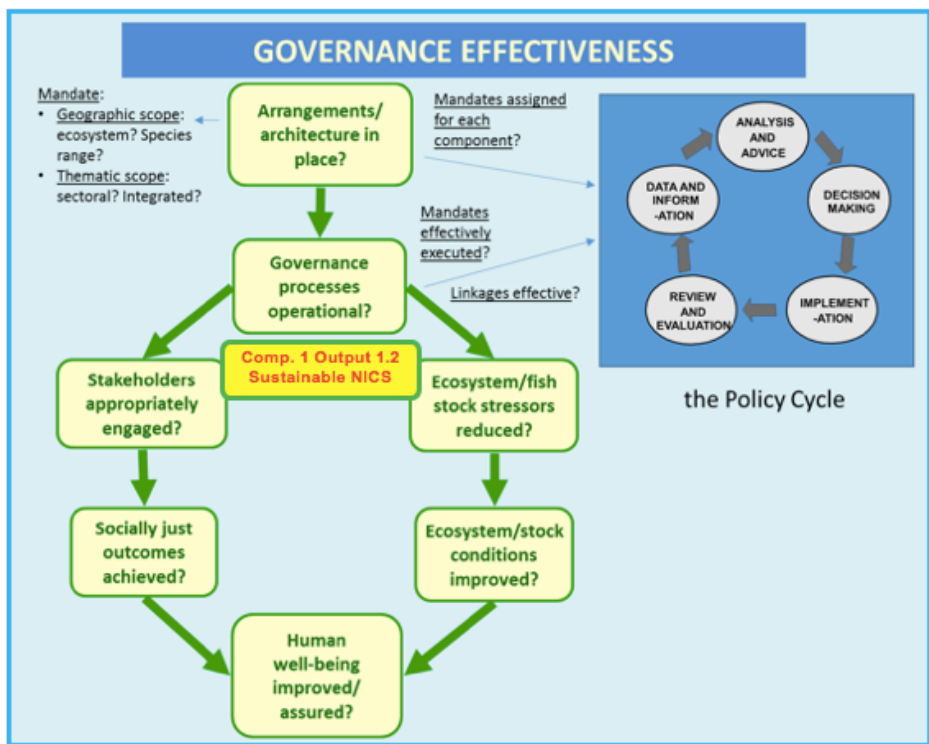 GOVERNANCE EFFECTIVENESS
Mandate:
• Geographic scope:
ecosystem? Species
range?
• Thematic scope:
sectoral? Integrated?
Arrangements/
architecture in
place?
Mandates assigned
for each
component?
Governance
processes
operational?
Mandates
effectively
executed?
Linkages effective?
ANALYSIS
AND
ADVICE
DECISION
MAKING
IMPLEMENT
-ATION
REVIEW
AND
EVALUATION
DATA AND
INFORM
-ATION
the Policy Cycle
Comp. 1 Output 1.2
Sustainable NICS
Stakeholders
appropriately
engaged?
Ecosystem/fish
stock stressors
reduced?
Socially just
outcomes
achieved?
Ecosystem/stock
conditions
improved?
Human
well-being
improved/
assured?